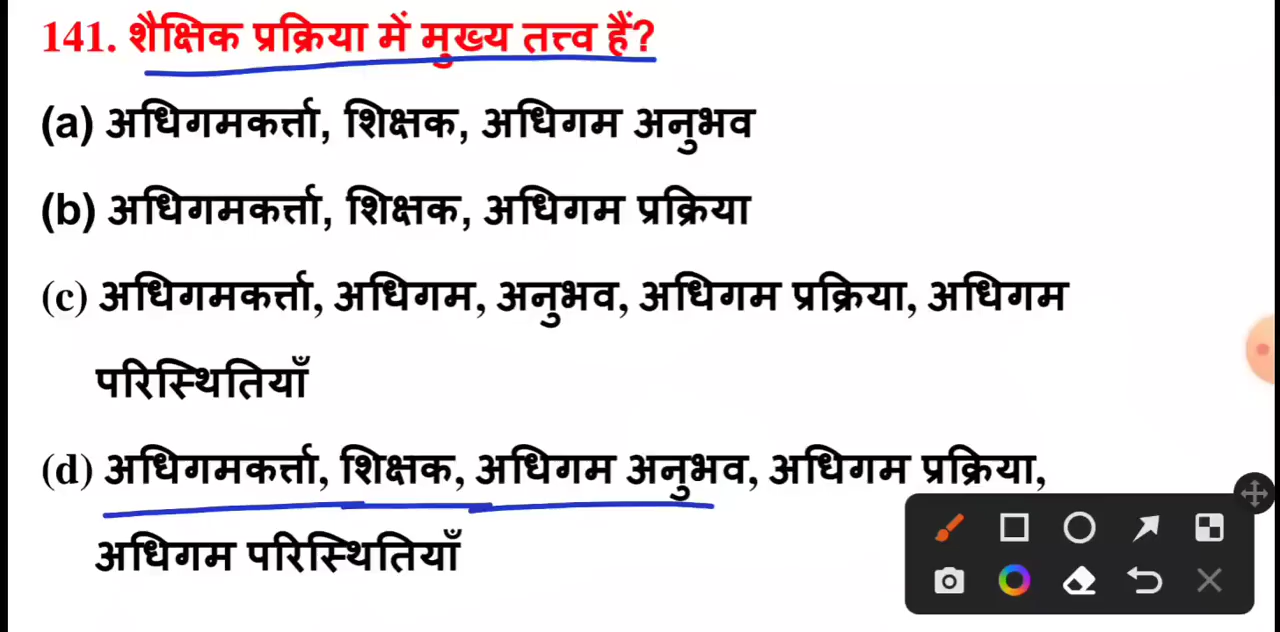 141. शैक्षिक प्रक्रिया में मुख्य तत्त्व हैं?
(a) अधिगमकर्त्ता, शिक्षक, अधिगम अनुभव
(b) अधिगमकर्त्ता, शिक्षक, अधिगम प्रक्रिया
(c) अधिगमकर्त्ता, अधिगम, अनुभव, अधिगम प्रक्रिया, अधिगम
परिस्थितियाँ
(d) अधिगमकर्त्ता, शिक्षक, अधिगम अनुभव, अधिगम प्रक्रिया,
अधिगम परिस्थितियाँ